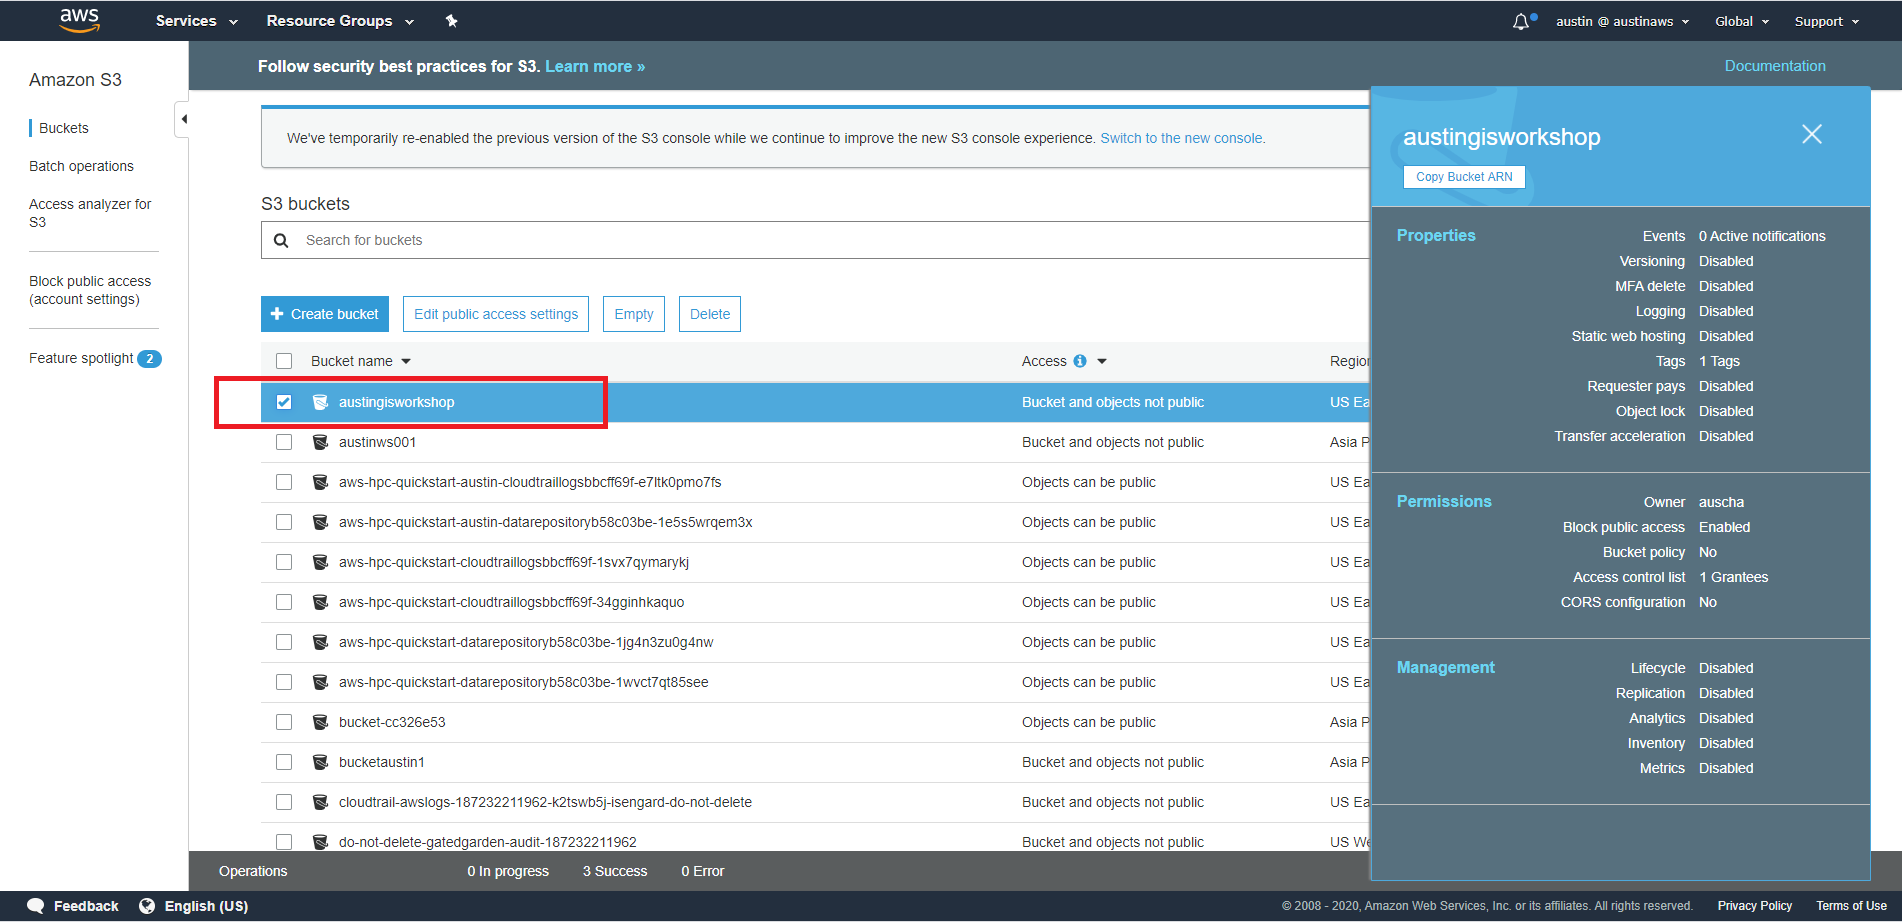 aws
Services
Resource Groups
austin @ austinaws
Global
Support
Amazon S3
Buckets
Batch operations
Access analyzer for
S3
Block public access
(account settings)
Feature spotlight 2
Follow security best practices for S3. Learn more »
Documentation
We've temporarily re-enabled the previous version of the S3 console while we continue to improve the new S3 console experience. Switch to the new console.
S3 buckets
Search for buckets
Create bucket
Edit public access settings
Empty
Delete
Bucket name Access Region
austingisworkshop Bucket and objects not public US Ea
austinws001 Bucket and objects not public Asia P
aws-hpc-quickstart-austin-cloudtraillogsbbcff69f-e7ltk0pmo7fs Objects can be public US Ea
aws-hpc-quickstart-austin-datarepositoryb58c03be-1e5s5wrqem3x Objects can be public US Ea
aws-hpc-quickstart-cloudtraillogsbbcff69f-1svx7qymarykj Objects can be public US Ea
aws-hpc-quickstart-cloudtraillogsbbcff69f-34gginhkaquo Objects can be public US Ea
aws-hpc-quickstart-datarepositoryb58c03be-1jg4n3zu0g4nw Objects can be public US Ea
aws-hpc-quickstart-datarepositoryb58c03be-1wvct7qt85see Objects can be public US Ea
bucket-cc326e53 Objects can be public Asia P
bucketaustin1 Bucket and objects not public Asia P
cloudtrail-awslogs-187232211962-k2tswb5j-isengard-do-not-delete Bucket and objects not public US Ea
do-not-delete-gatedgarden-audit-187232211962 Bucket and objects not public US We
austingisworkshop
Copy Bucket ARN
Properties
Events 0 Active notifications
Versioning Disabled
MFA delete Disabled
Logging Disabled
Static web hosting Disabled
Tags 1 Tags
Requester pays Disabled
Object lock Disabled
Transfer acceleration Disabled
Permissions
Owner auscha
Block public access Enabled
Bucket policy No
Access control list 1 Grantees
CORS configuration No
Management
Lifecycle Disabled
Replication Disabled
Analytics Disabled
Inventory Disabled
Metrics Disabled
Operations 0 In progress 3 Success 0 Error
Feedback English (US)
© 2008 - 2020, Amazon Web Services, Inc. or its affiliates. All rights reserved. Privacy Policy Terms of Use